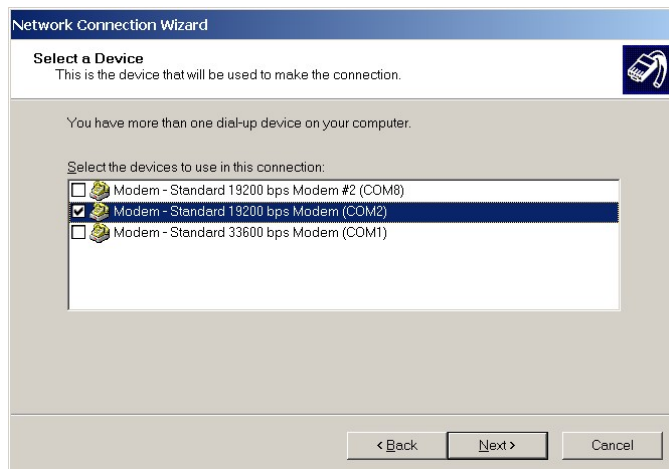 Network Connection Wizard
Select a Device
This is the device that will be used to make the connection.
You have more than one dial-up device on your computer.
Select the devices to use in this connection:
Modem - Standard 19200 bps Modem #2 (COM8)
Modem - Standard 19200 bps Modem (COM2)
Modem - Standard 33600 bps Modem (COM1)
< Back Next > Cancel